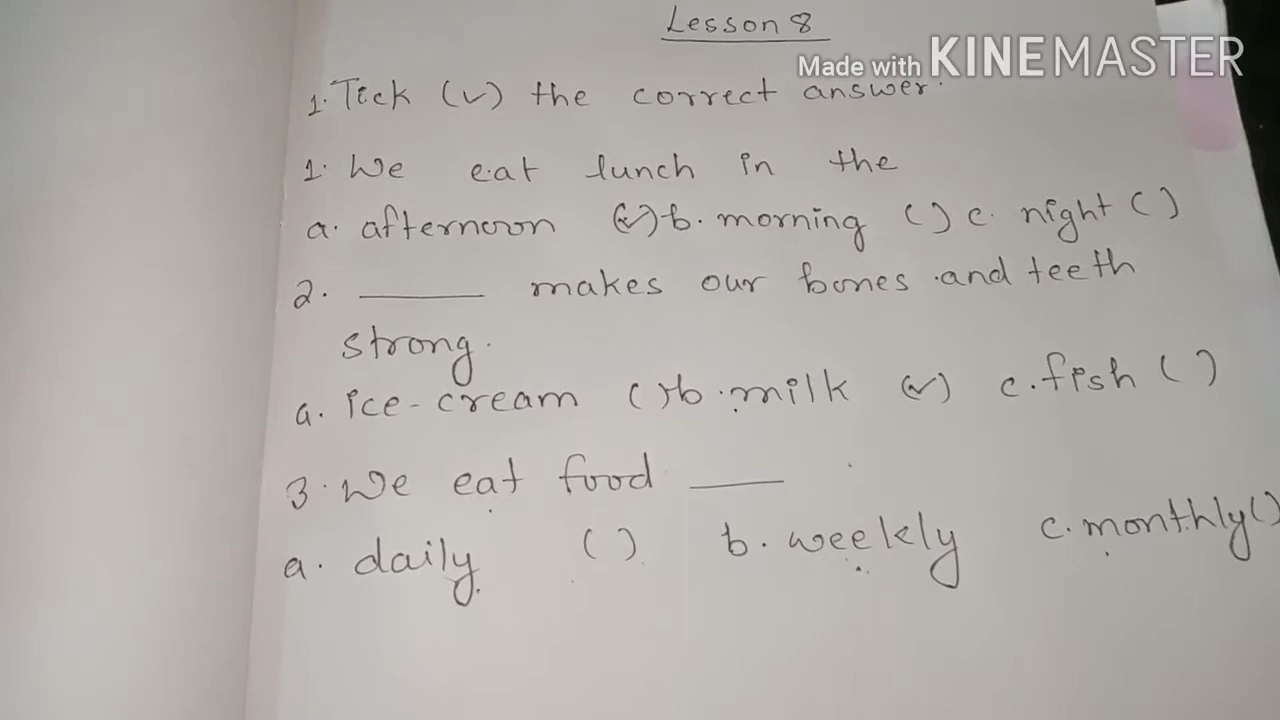 Lesson 8
Made with KINEMASTER
1. Tick (✓) the correct answer.
1. We eat lunch in the
a. afternoon (✓) b. morning ( ) c. night ( )
2. ______ makes our bones and teeth
strong.
a. ice-cream ( ) b. milk (✓) c. fish ( )
3. We eat food ______
a. daily ( ) b. weekly c. monthly ( )